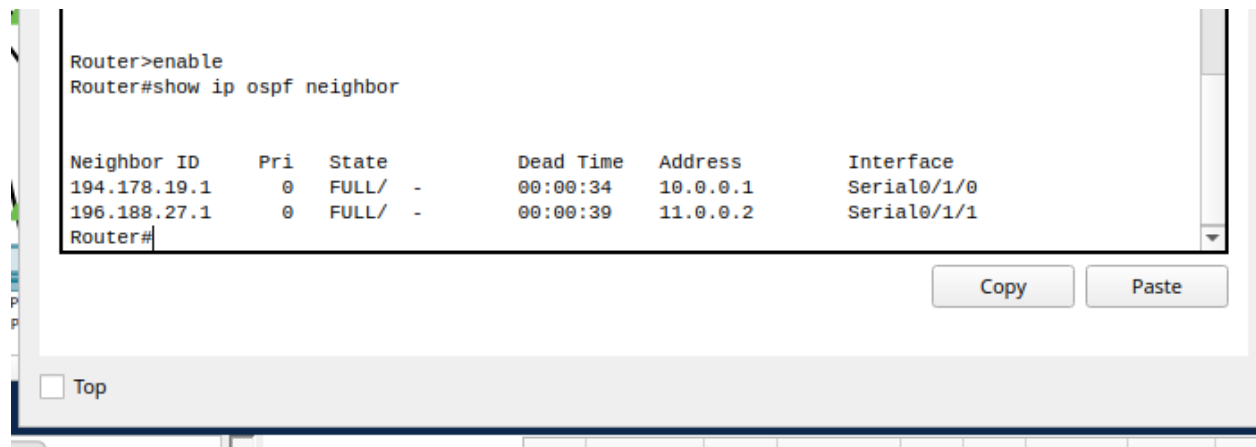 Router>enable
Router#show ip ospf neighbor
Neighbor ID     Pri   State           Dead Time   Address         Interface
194.178.19.1      0   FULL/  -        00:00:34    10.0.0.1        Serial0/1/0
196.188.27.1      0   FULL/  -        00:00:39    11.0.0.2        Serial0/1/1
Router#
Copy Paste
Top